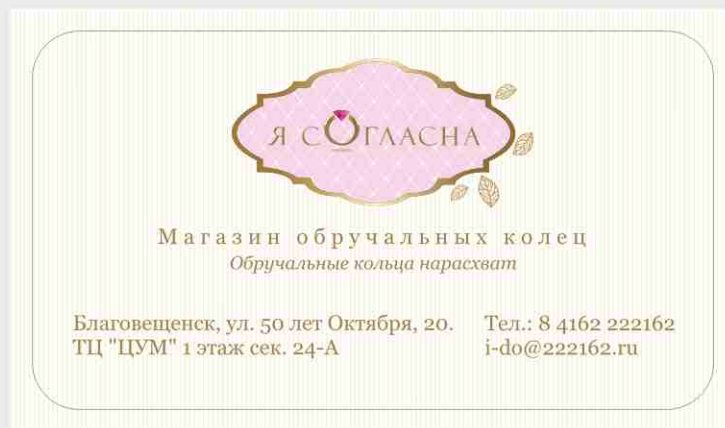 Я СОГЛАСНА
Магазин обручальных колец
Обручальные кольца нарасхват
Благовещенск, ул. 50 лет Октября, 20. Тел.: 8 4162 222162
ТЦ "ЦУМ" 1 этаж сек. 24-А i-do@222162.ru